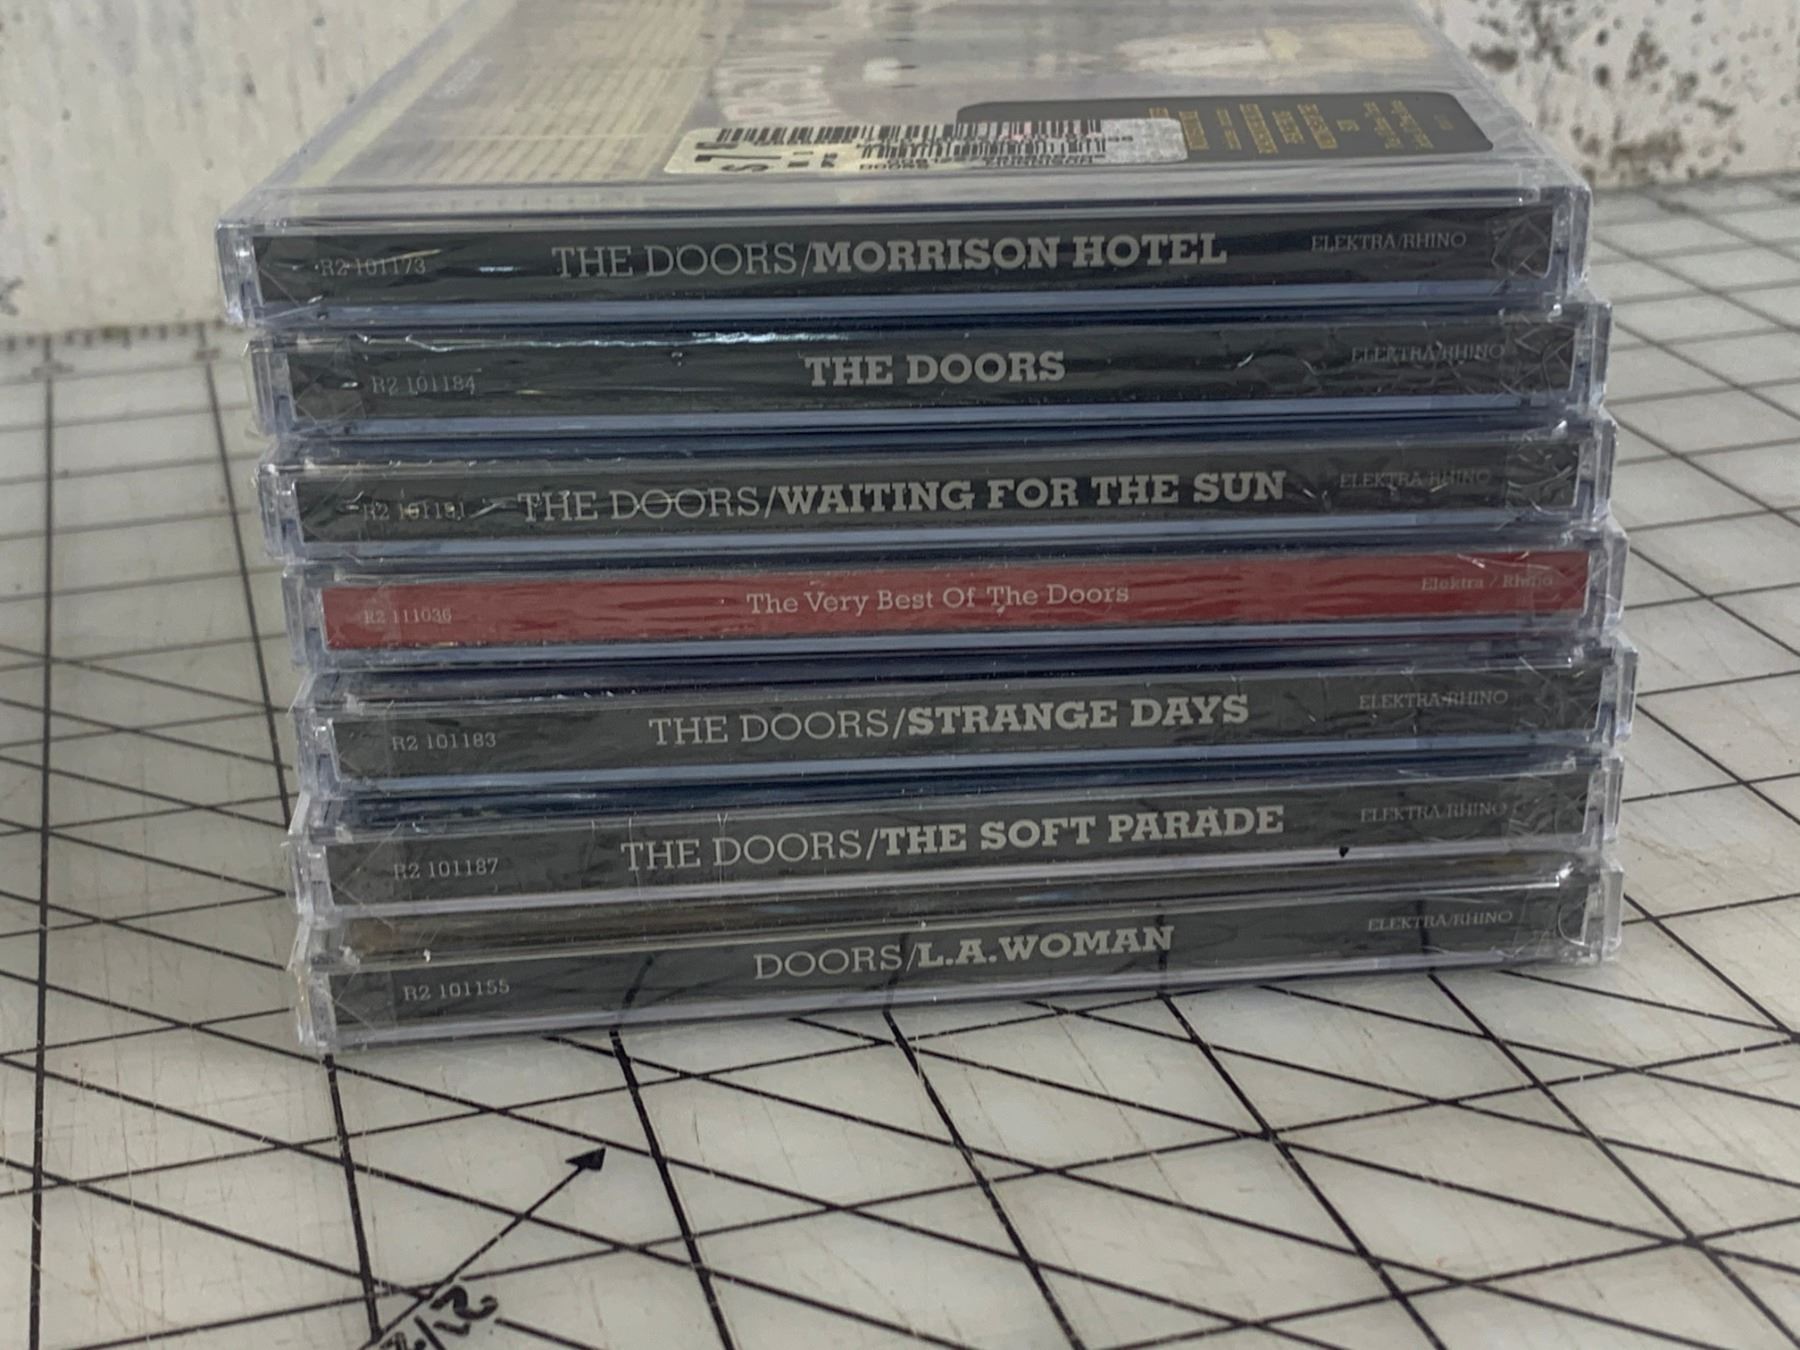 R2 101173 THE DOORS/MORRISON HOTEL ELEKTRA/RHINO
R2 101184 THE DOORS ELEKTRA/RHINO
R2 101191 THE DOORS/WAITING FOR THE SUN ELEKTRA/RHINO
R2 111036 The Very Best Of The Doors Elektra / Rhino
R2 101183 THE DOORS/STRANGE DAYS ELEKTRA/RHINO
R2 101187 THE DOORS/THE SOFT PARADE ELEKTRA/RHINO
R2 101155 DOORS/L.A.WOMAN ELEKTRA/RHINO